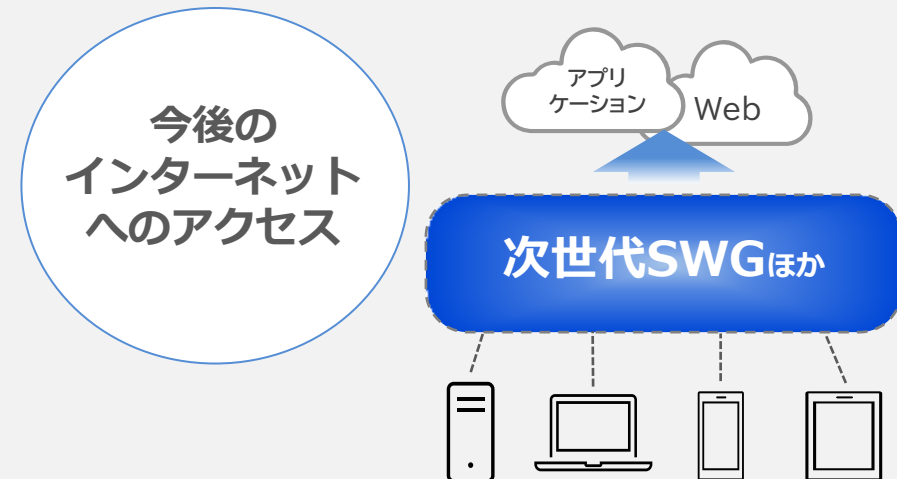 今後の
インターネット
へのアクセス
アプリ
ケーション
Web
次世代SWGほか